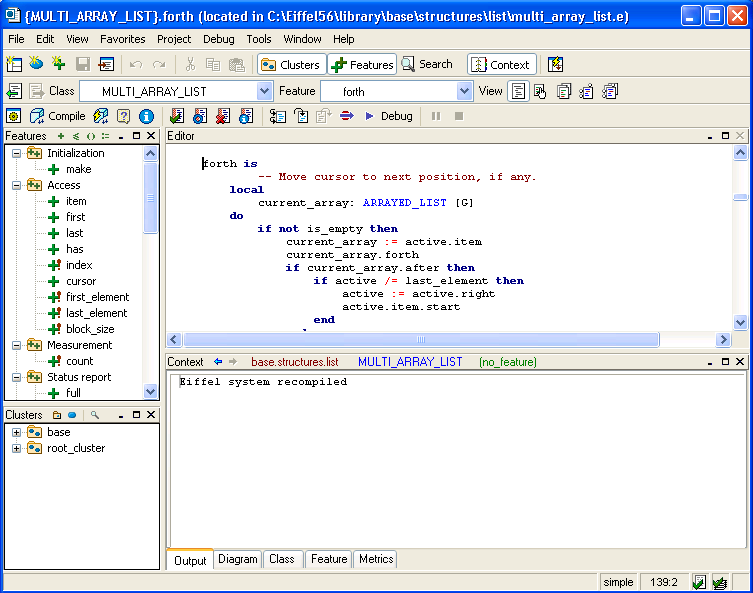 {MULTI_ARRAY_LIST}.forth (located in C:\Eiffel56\library\base\structures\list\multi_array_list.e)
File Edit View Favorites Project Debug Tools Window Help
Clusters Features Search Context
Class MULTI_ARRAY_LIST Feature forth View
Compile Debug
Features
Initialization
make
Access
item
first
last
has
index
cursor
first_element
last_element
block_size
Measurement
count
Status report
full
Clusters
base
root_cluster
Editor
forth is
-- Move cursor to next position, if any.
local
current_array: ARRAYED_LIST [G]
do
if not is_empty then
current_array := active.item
current_array.forth
if current_array.after then
if active /= last_element then
active := active.right
active.item.start
end
Context base.structures.list MULTI_ARRAY_LIST (no_feature)
Eiffel system recompiled
Output Diagram Class Feature Metrics
simple 139:2